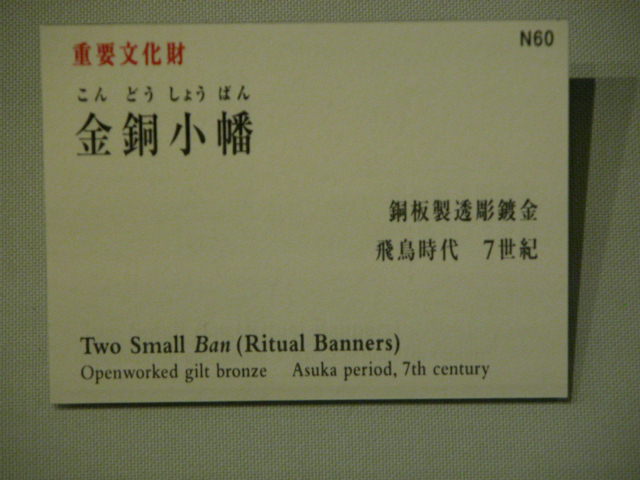 N60
重要文化財
こんどうしょうばん
金銅小幡
銅板製透彫鍍金
飛鳥時代　7世紀
Two Small Ban (Ritual Banners)
Openworked gilt bronze Asuka period, 7th century